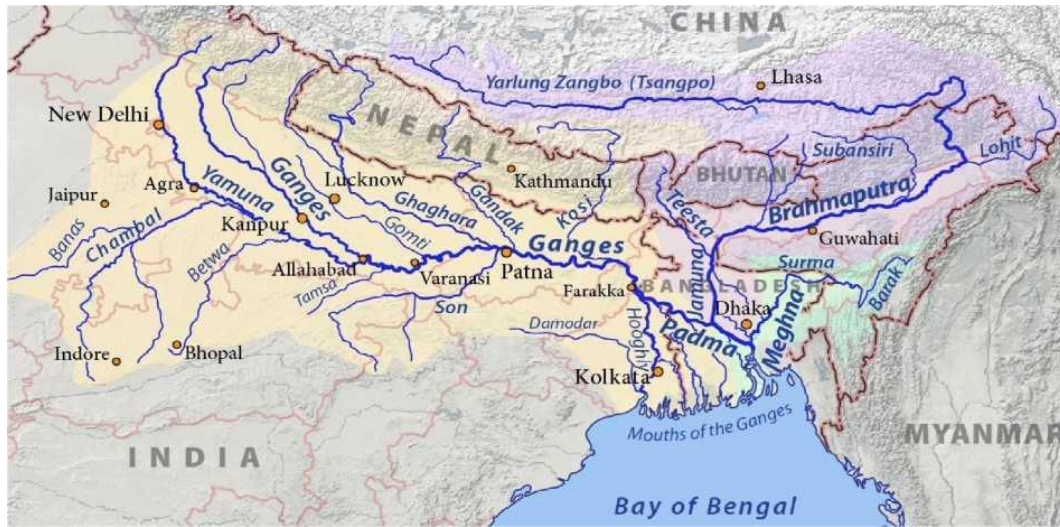 CHINA
Yarlung Zangbo (Tsangpo)
Lhasa
New Delhi
NEPAL
Subansiri
Lohit
Jaipur
Agra
Yamuna
Ganges
Lucknow
Kathmandu
BHUTAN
Brahmaputra
Banas
Chambal
Kanpur
Ghaghara
Gandak
Kosi
Teesta
Guwahati
Betwa
Gomti
Ganges
Surma
Allahabad
Varanasi
Patna
Farakka
BANGLADESH
Jamuna
Barak
Tamsa
Son
Damodar
Hooghly
Padma
Dhaka
Meghna
Indore
Bhopal
Kolkata
Mouths of the Ganges
INDIA
MYANMAR
Bay of Bengal